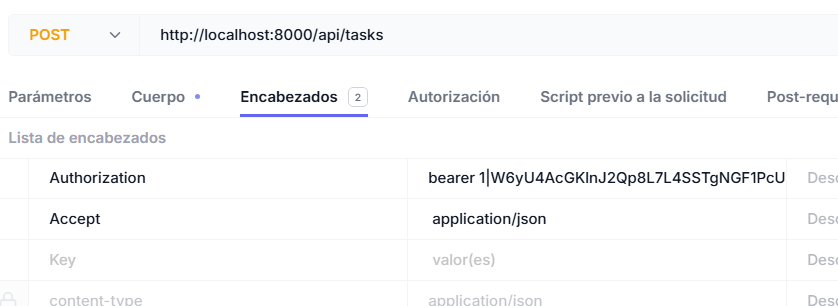 POST http://localhost:8000/api/tasks
Parámetros Cuerpo Encabezados 2 Autorización Script previo a la solicitud Post-requ
Lista de encabezados
Authorization bearer 1|W6yU4AcGKlnJ2Qp8L7L4SSTgNGF1PcU Desc
Accept application/json Desc
Key valor(es) Desc
content-type application/json Desc